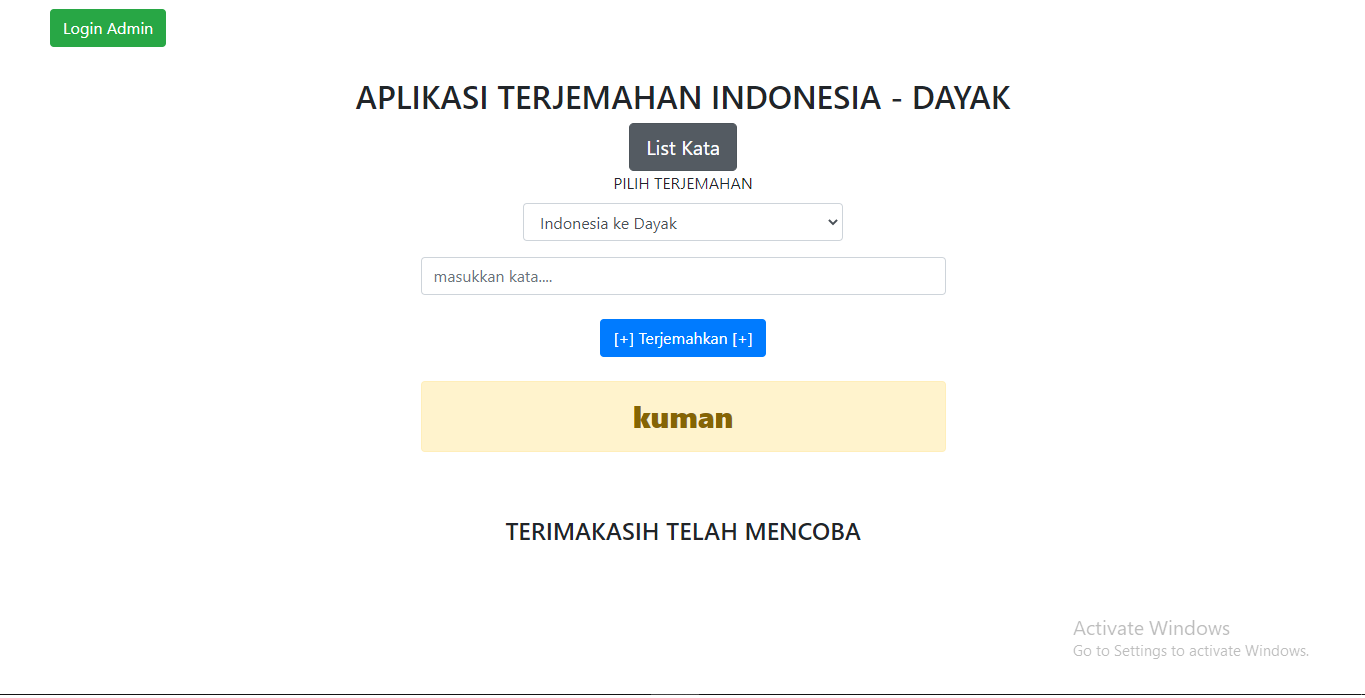 Login Admin
APLIKASI TERJEMAHAN INDONESIA - DAYAK
List Kata
PILIH TERJEMAHAN
Indonesia ke Dayak
masukkan kata....
[+] Terjemahkan [+]
kuman
TERIMAKASIH TELAH MENCOBA
Activate Windows
Go to Settings to activate Windows.